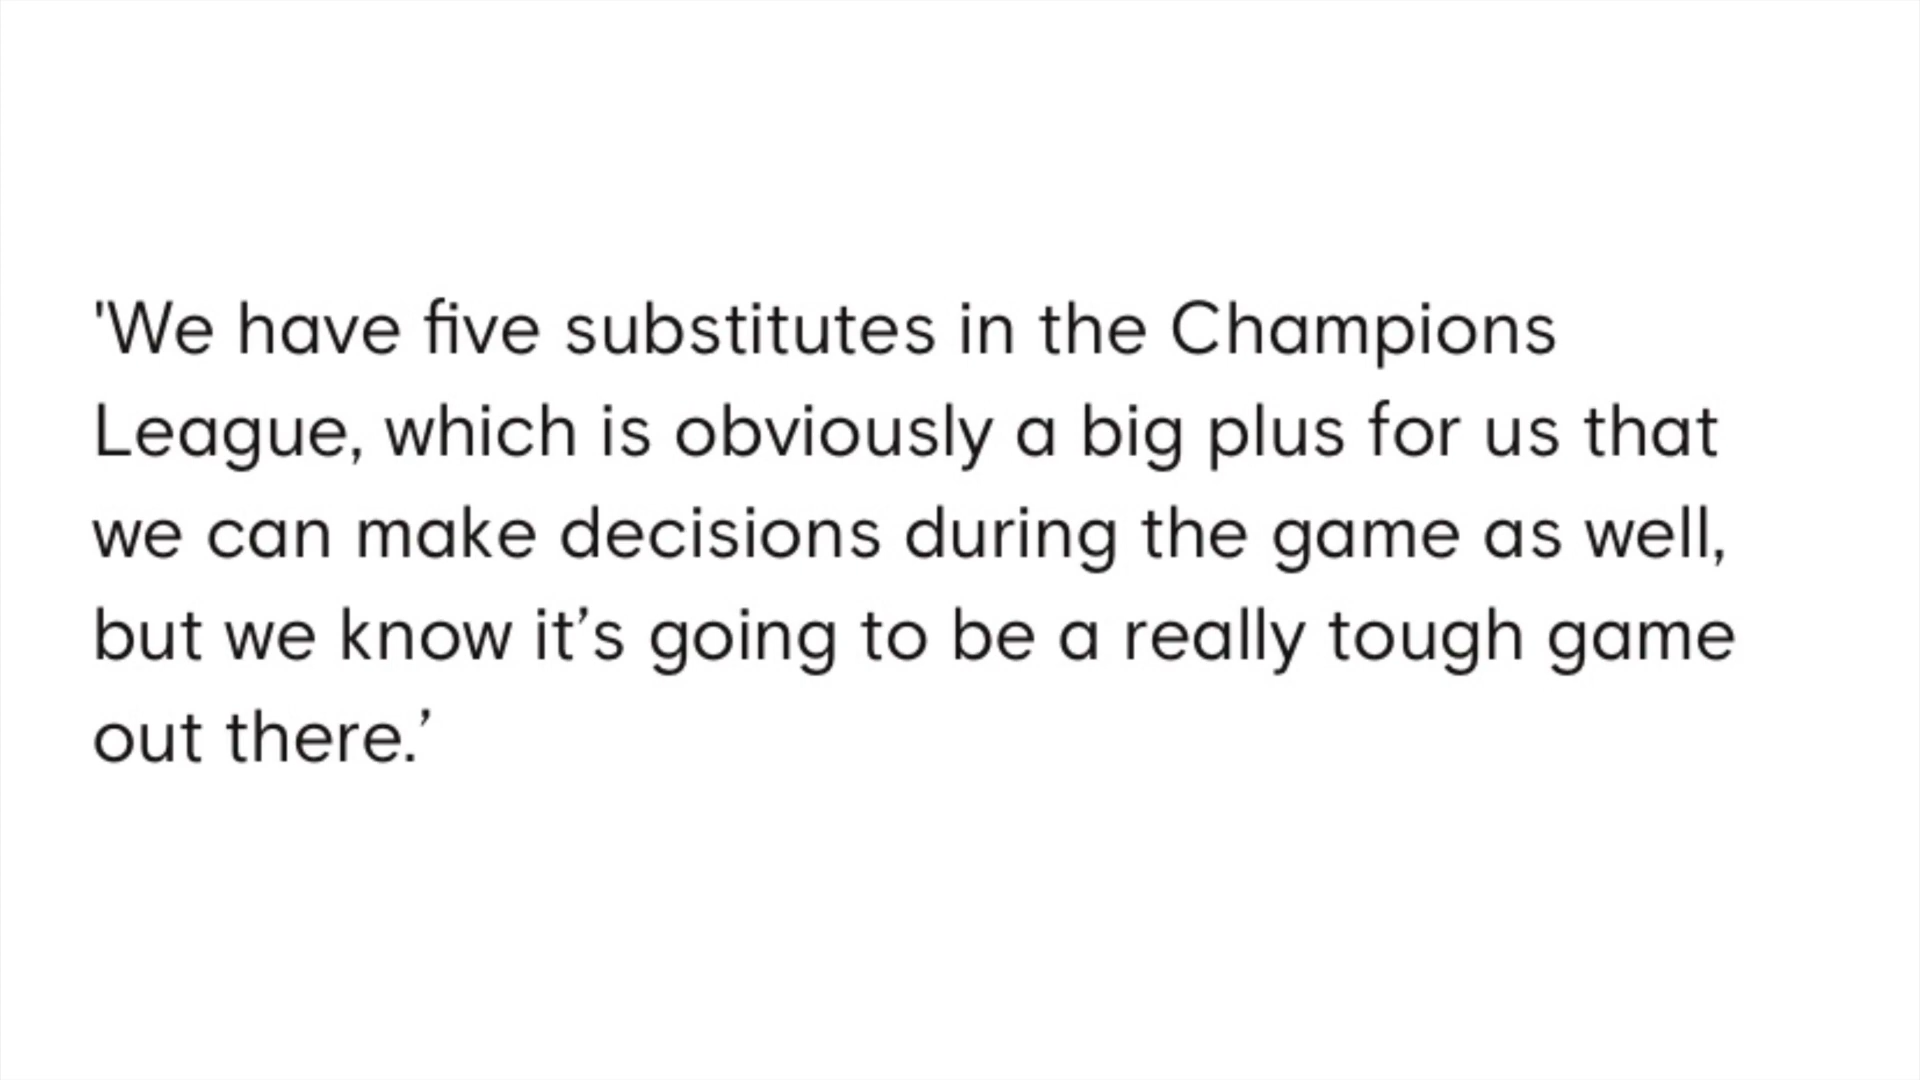 'We have five substitutes in the Champions
League, which is obviously a big plus for us that
we can make decisions during the game as well,
but we know it’s going to be a really tough game
out there.’